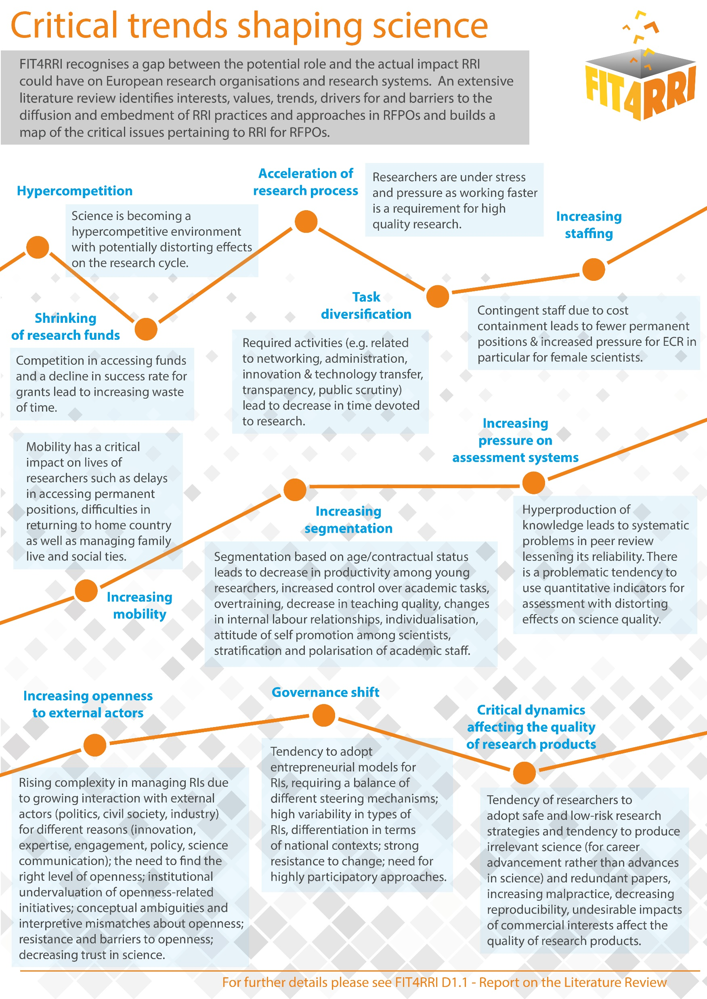 Critical trends shaping science
FIT4RRI
FIT4RRI recognises a gap between the potential role and the actual impact RRI
could have on European research organisations and research systems. An extensive
literature review identifies interests, values, trends, drivers for and barriers to the
diffusion and embedment of RRI practices and approaches in RFPOs and builds a
map of the critical issues pertaining to RRI for RFPOs.
Hypercompetition
Science is becoming a
hypercompetitive environment
with potentially distorting effects
on the research cycle.
Shrinking
of research funds
Competition in accessing funds
and a decline in success rate for
grants lead to increasing waste
of time.
Acceleration of
research process
Researchers are under stress
and pressure as working faster
is a requirement for high
quality research.
Task
diversification
Required activities (e.g. related
to networking, administration,
innovation & technology transfer,
transparency, public scrutiny)
lead to decrease in time devoted
to research.
Increasing
staffing
Contingent staff due to cost
containment leads to fewer permanent
positions & increased pressure for ECR in
particular for female scientists.
Mobility has a critical
impact on lives of
researchers such as delays
in accessing permanent
positions, difficulties in
returning to home country
as well as managing family
live and social ties.
Increasing
mobility
Increasing
segmentation
Segmentation based on age/contractual status
leads to decrease in productivity among young
researchers, increased control over academic tasks,
overtraining, decrease in teaching quality, changes
in internal labour relationships, individualisation,
attitude of self promotion among scientists,
stratification and polarisation of academic staff.
Increasing
pressure on
assessment systems
Hyperproduction of
knowledge leads to systematic
problems in peer review
lessening its reliability. There
is a problematic tendency to
use quantitative indicators for
assessment with distorting
effects on science quality.
Increasing openness
to external actors
Rising complexity in managing RIs due
to growing interaction with external
actors (politics, civil society, industry)
for different reasons (innovation,
expertise, engagement, policy, science
communication); the need to find the
right level of openness; institutional
undervaluation of openness-related
initiatives; conceptual ambiguities and
interpretive mismatches about openness;
resistance and barriers to openness;
decreasing trust in science.
Governance shift
Tendency to adopt
entrepreneurial models for
RIs, requiring a balance of
different steering mechanisms;
high variability in types of
RIs, differentiation in terms
of national contexts; strong
resistance to change; need for
highly participatory approaches.
Critical dynamics
affecting the quality
of research products
Tendency of researchers to
adopt safe and low-risk research
strategies and tendency to produce
irrelevant science (for career
advancement rather than advances
in science) and redundant papers,
increasing malpractice, decreasing
reproducibility, undesirable impacts
of commercial interests affect the
quality of research products.
For further details please see FIT4RRI D1.1 - Report on the Literature Review